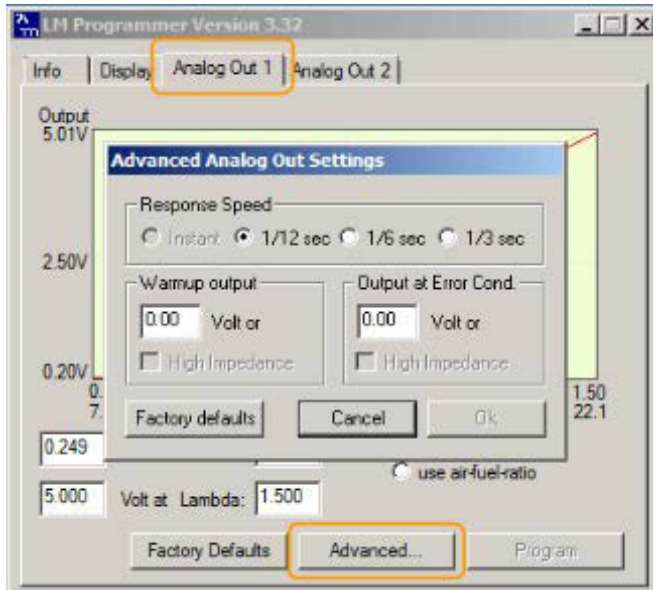 LM Programmer Version 3.32
Info Display Analog Out 1 Analog Out 2
Output
5.01V
Advanced Analog Out Settings
Response Speed
Instant 1/12 sec 1/6 sec 1/3 sec
2.50V
Warmup output Output at Error Cond.
0.00 Volt or 0.00 Volt or
High Impedance High Impedance
0.20V
0. 1.50
7. 22.1
Factory defaults Cancel Ok
0.249
use air-fuel-ratio
5.000 Volt at Lambda: 1.500
Factory Defaults Advanced... Program